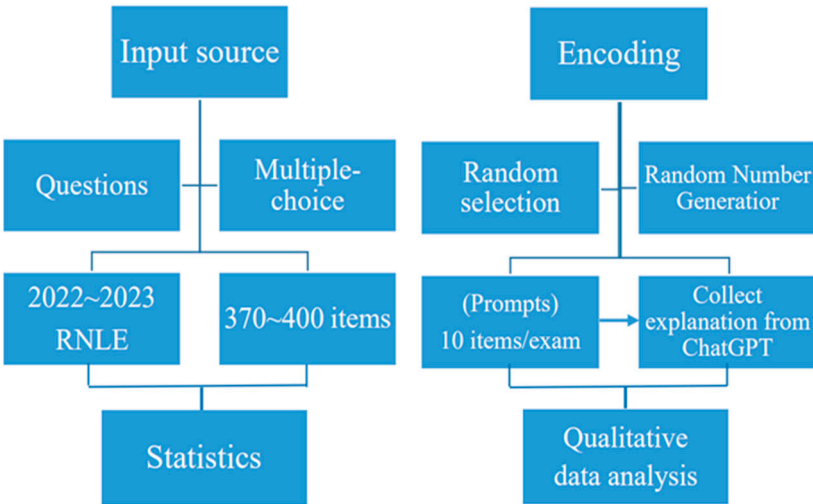 Input source
Questions
Multiple-
choice
2022~2023
RNLE
370~400 items
Statistics
Encoding
Random
selection
Random Number
Generatior
(Prompts)
10 items/exam
Collect
explanation from
ChatGPT
Qualitative
data analysis